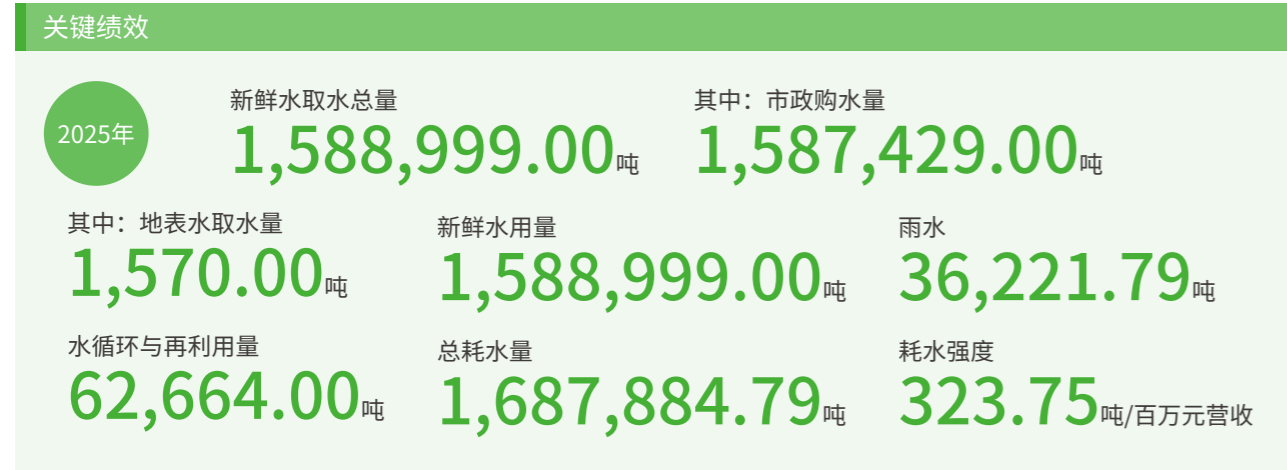 关键绩效
2025年
新鲜水取水总量
1,588,999.00吨
其中：市政购水量
1,587,429.00吨
其中：地表水取水量
1,570.00吨
新鲜水用量
1,588,999.00吨
雨水
36,221.79吨
水循环与再利用量
62,664.00吨
总耗水量
1,687,884.79吨
耗水强度
323.75吨/百万元营收